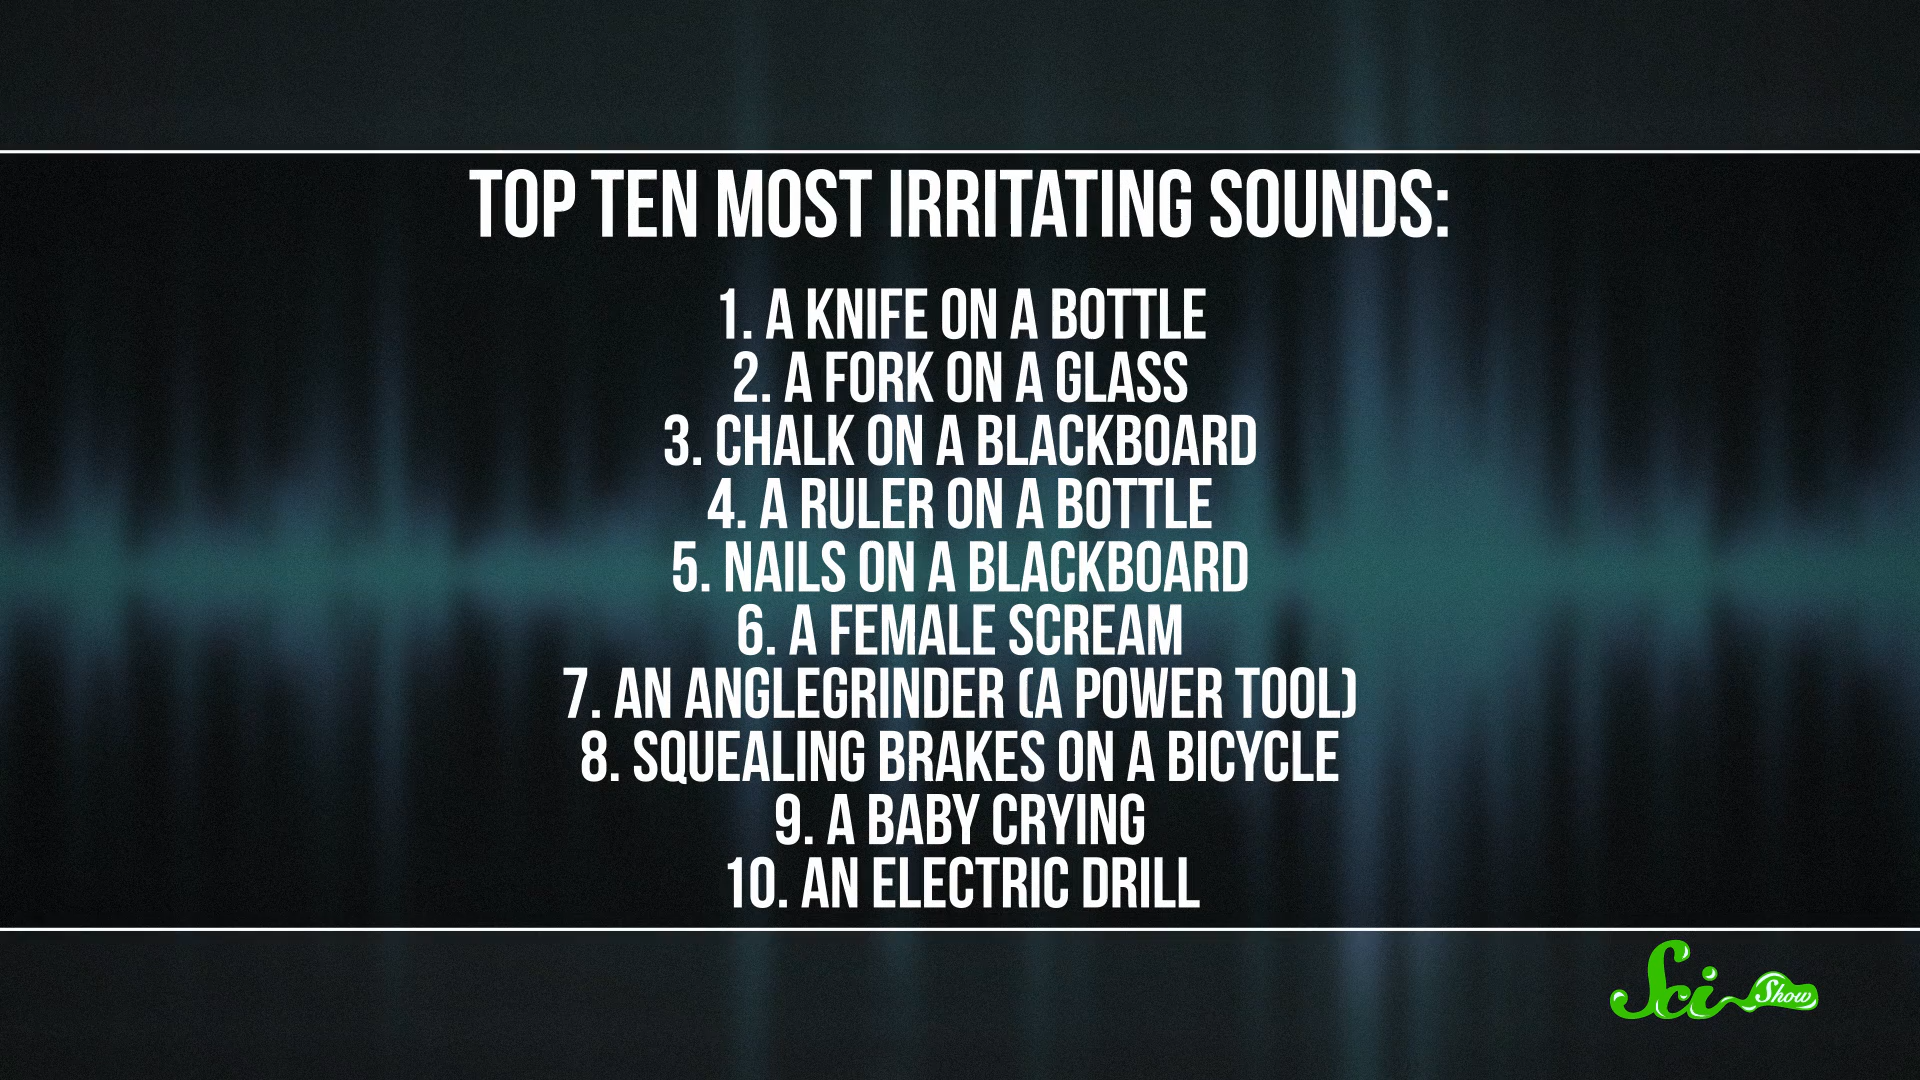 TOP TEN MOST IRRITATING SOUNDS:
1. A KNIFE ON A BOTTLE
2. A FORK ON A GLASS
3. CHALK ON A BLACKBOARD
4. A RULER ON A BOTTLE
5. NAILS ON A BLACKBOARD
6. A FEMALE SCREAM
7. AN ANGLEGRINDER (A POWER TOOL)
8. SQUEALING BRAKES ON A BICYCLE
9. A BABY CRYING
10. AN ELECTRIC DRILL
Sci Show